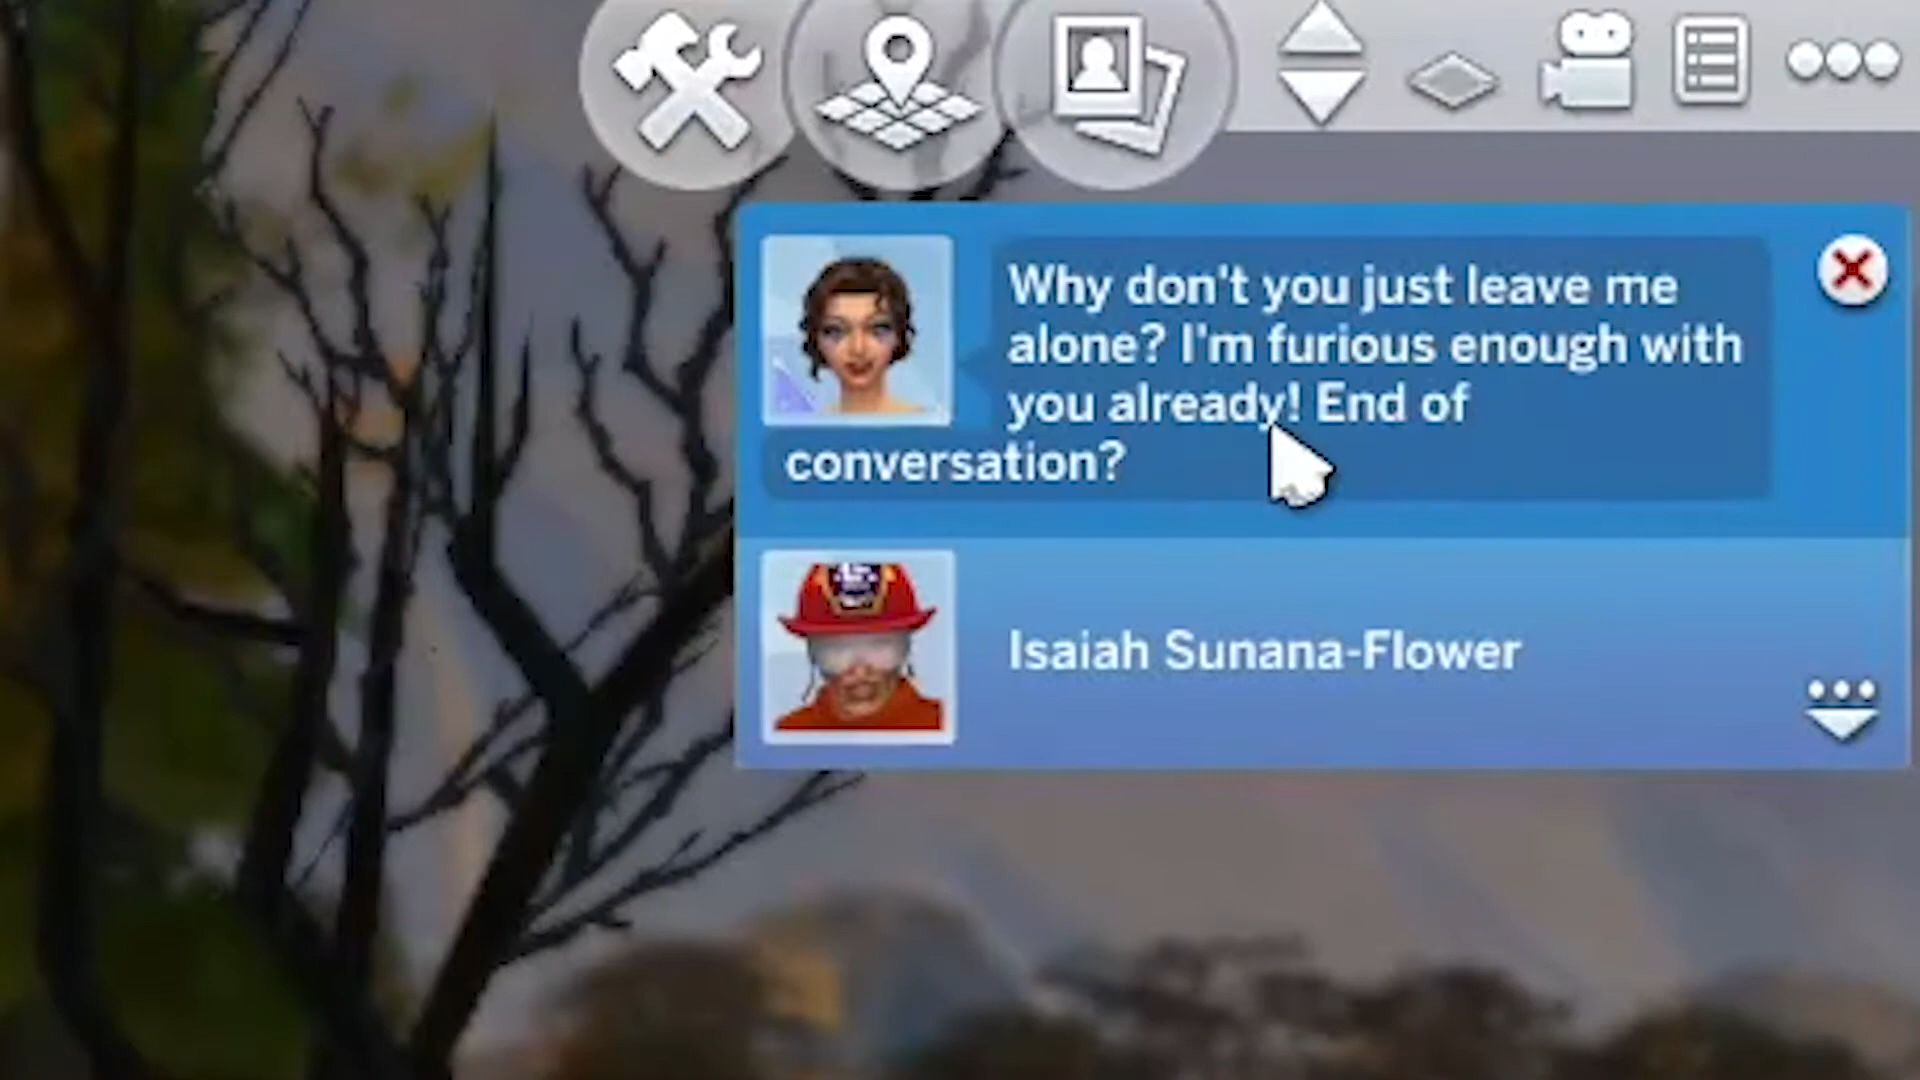 Why don't you just leave me
alone? I'm furious enough with
you already! End of
conversation?
Isaiah Sunana-Flower